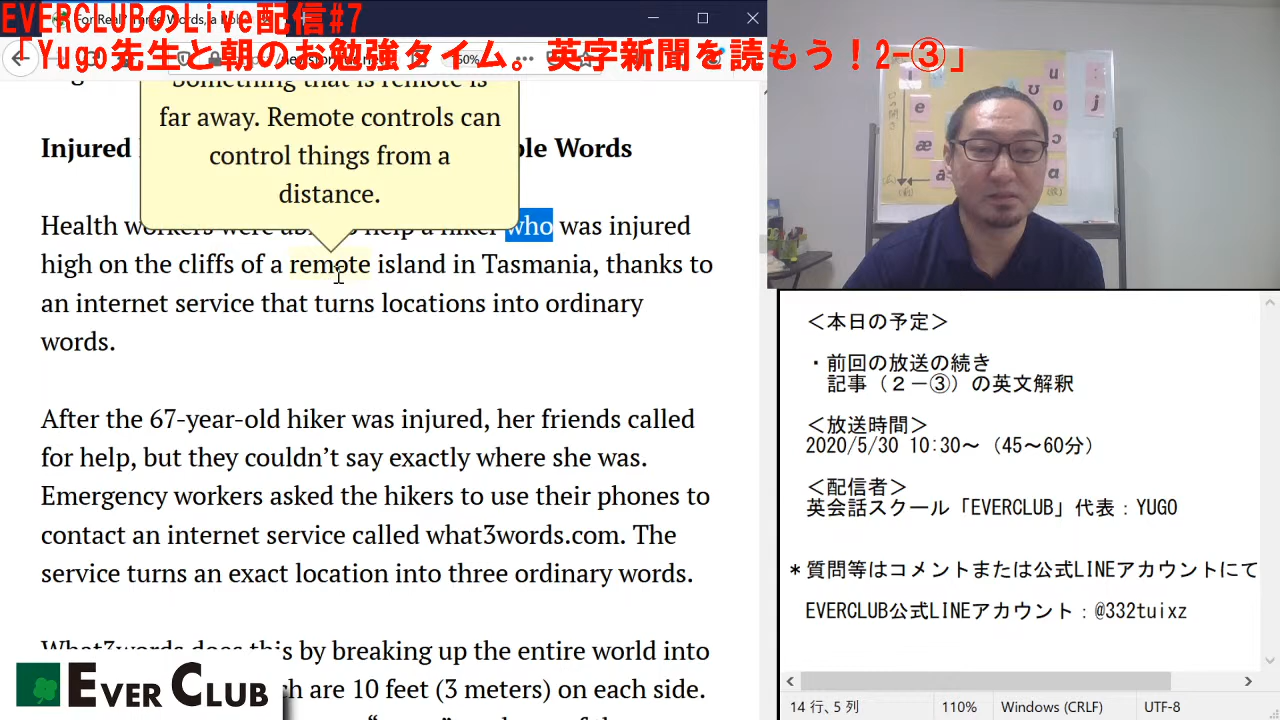 EVERCLUBのLive配信#7
「Yugo先生と朝のお勉強タイム。英字新聞を読もう！2-③」
Something that is remote is
far away. Remote controls can
control things from a
distance.
Injured
ple Words
Health workers were able to help a hiker who was injured
high on the cliffs of a remote island in Tasmania, thanks to
an internet service that turns locations into ordinary
words.
After the 67-year-old hiker was injured, her friends called
for help, but they couldn’t say exactly where she was.
Emergency workers asked the hikers to use their phones to
contact an internet service called what3words.com. The
service turns an exact location into three ordinary words.
What3words does this by breaking up the entire world into
ch are 10 feet (3 meters) on each side.
EVER CLUB
i
u
ʊ
e
o
j
æ
ɔ
a
ɑ
＜本日の予定＞
・前回の放送の続き
記事（２－③）の英文解釈
＜放送時間＞
2020/5/30 10:30～（45～60分）
＜配信者＞
英会話スクール「EVERCLUB」代表：YUGO
＊質問等はコメントまたは公式LINEアカウントにて
EVERCLUB公式LINEアカウント：@332tuixz
14 行、5 列
110%
Windows (CRLF)
UTF-8